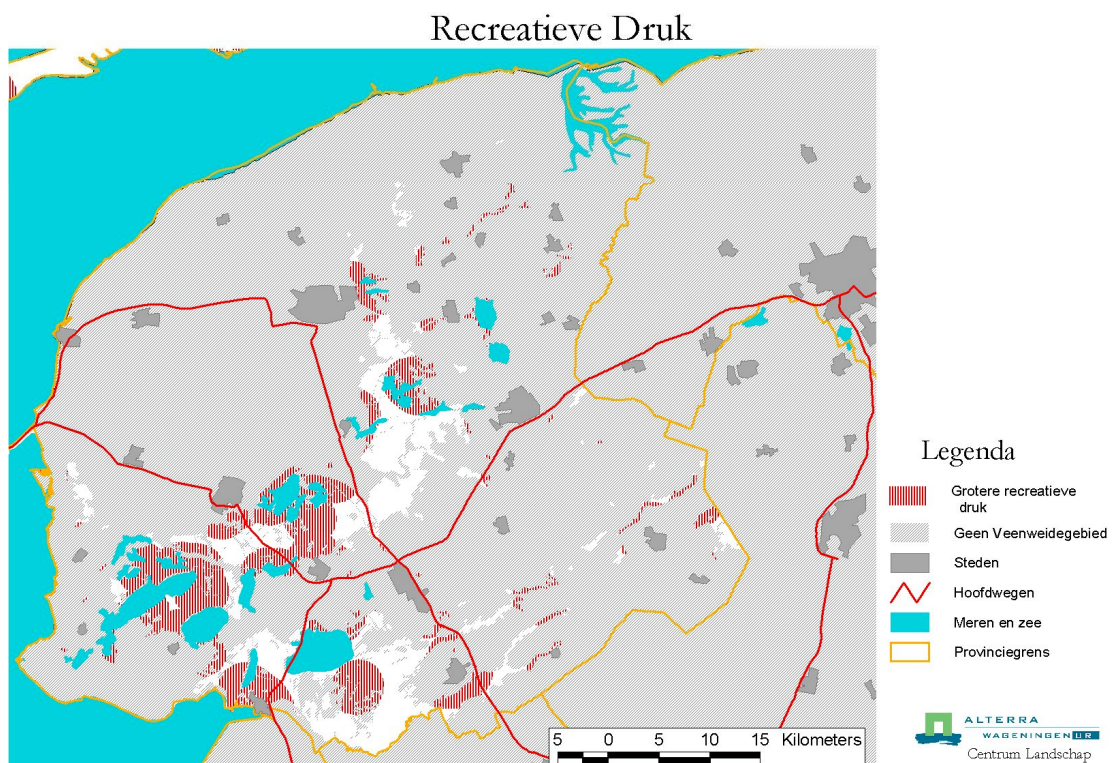 Recreatieve Druk
Legenda
Grotere recreatieve
druk
Geen Veenweidegebied
Steden
Hoofdwegen
Meren en zee
Provinciegrens
5 0 5 10 15 Kilometers
ALTERRA
WAGENINGEN UR
Centrum Landschap